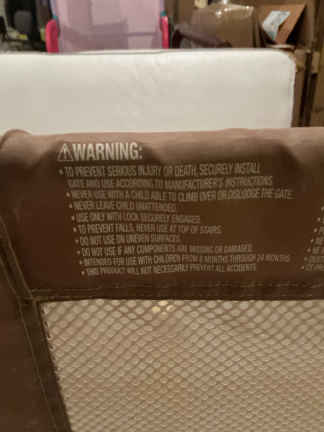 ⚠WARNING:
• TO PREVENT SERIOUS INJURY OR DEATH, SECURELY INSTALL
GATE AND USE ACCORDING TO MANUFACTURER'S INSTRUCTIONS
• NEVER USE WITH A CHILD ABLE TO CLIMB OVER OR DISLODGE THE GATE.
• NEVER LEAVE CHILD UNATTENDED.
• USE ONLY WITH LOCK SECURELY ENGAGED.
• TO PREVENT FALLS, NEVER USE AT TOP OF STAIRS.
• DO NOT USE ON UNEVEN SURFACES.
• DO NOT USE IF ANY COMPONENTS ARE MISSING OR DAMAGED.
• INTENDED FOR USE WITH CHILDREN FROM 6 MONTHS THROUGH 24 MONTHS.
• THIS PRODUCT WILL NOT NECESSARILY PREVENT ALL ACCIDENTS.